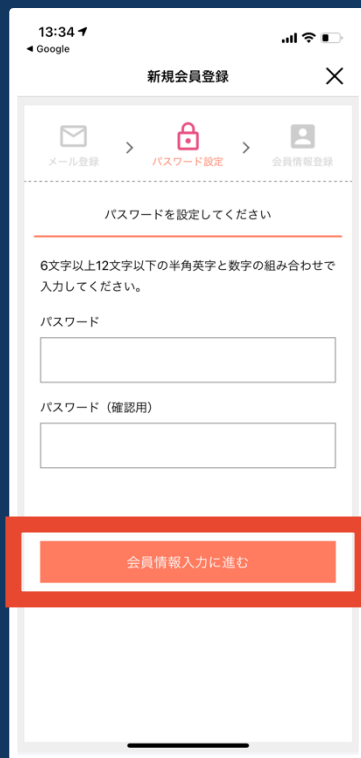 13:34
◀ Google
新規会員登録
メール登録
パスワード設定
会員情報登録
パスワードを設定してください
6文字以上12文字以下の半角英字と数字の組み合わせで
入力してください。
パスワード
パスワード（確認用）
会員情報入力に進む